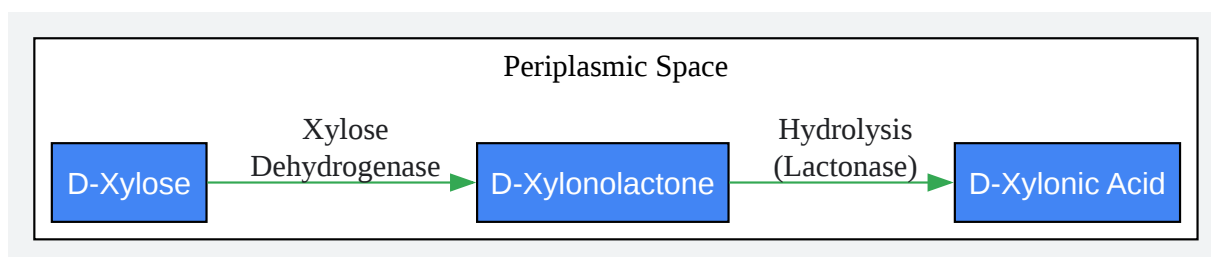 Periplasmic Space
Xylose
Dehydrogenase
Hydrolysis
(Lactonase)
D-Xylose
D-Xylonolactone
D-Xylonic Acid